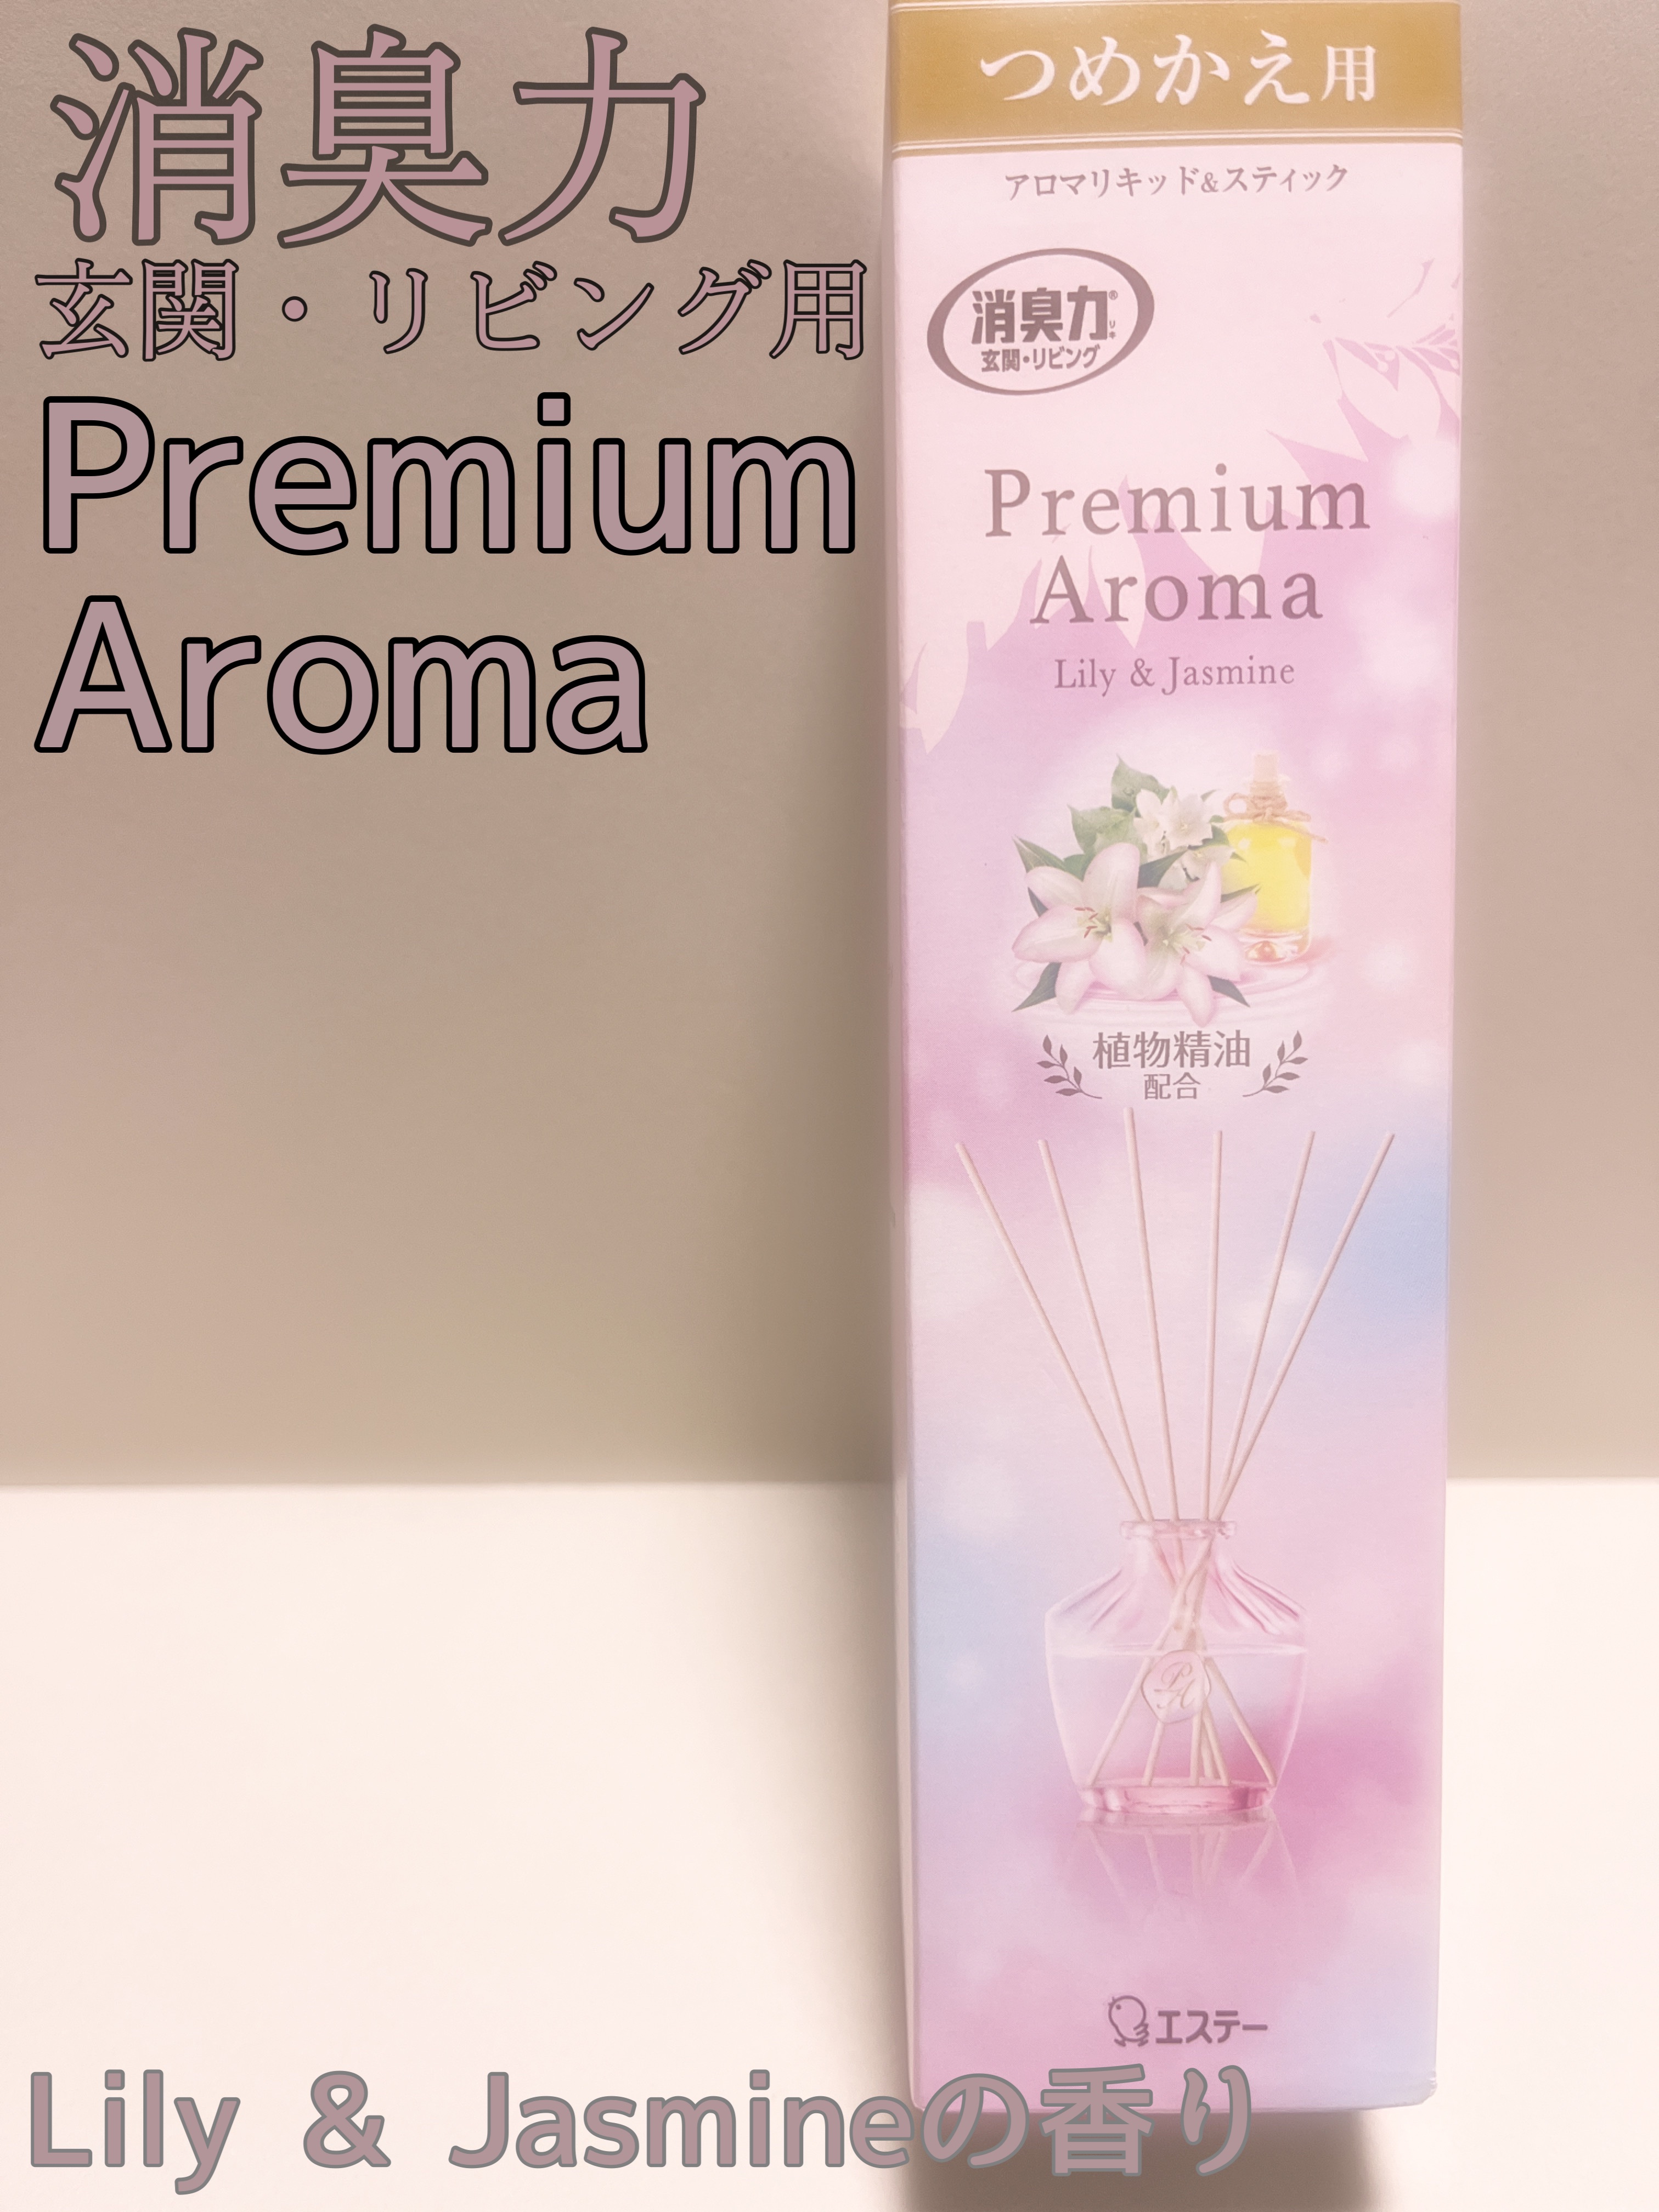 消臭力
玄関・リビング用
Premium
Aroma
つめかえ用
アロマリキッド&スティック
消臭力®
リキ
玄関・リビング
Premium
Aroma
Lily & Jasmine
植物精油
配合
PA
エステー
Lily & Jasmineの香り